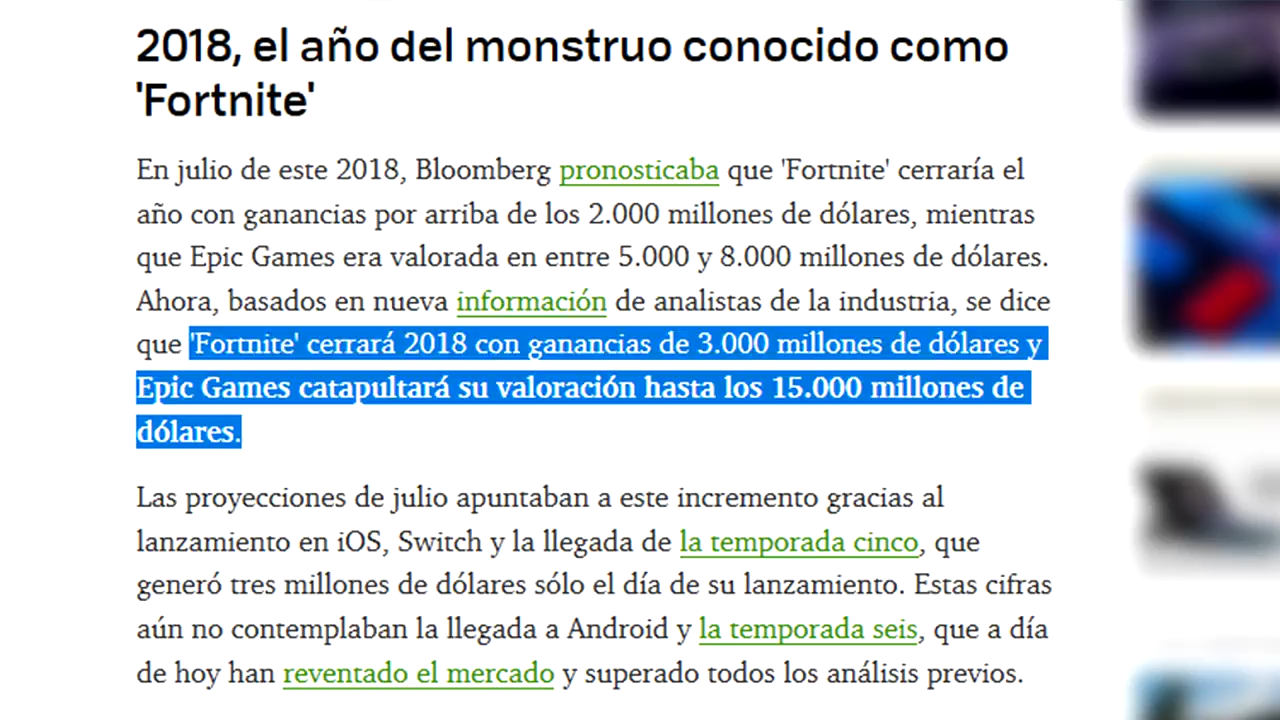 2018, el año del monstruo conocido como
'Fortnite'
En julio de este 2018, Bloomberg pronosticaba que 'Fortnite' cerraría el
año con ganancias por arriba de los 2.000 millones de dólares, mientras
que Epic Games era valorada en entre 5.000 y 8.000 millones de dólares.
Ahora, basados en nueva información de analistas de la industria, se dice
que 'Fortnite' cerrará 2018 con ganancias de 3.000 millones de dólares y
Epic Games catapultará su valoración hasta los 15.000 millones de
dólares.
Las proyecciones de julio apuntaban a este incremento gracias al
lanzamiento en iOS, Switch y la llegada de la temporada cinco, que
generó tres millones de dólares sólo el día de su lanzamiento. Estas cifras
aún no contemplaban la llegada a Android y la temporada seis, que a día
de hoy han reventado el mercado y superado todos los análisis previos.